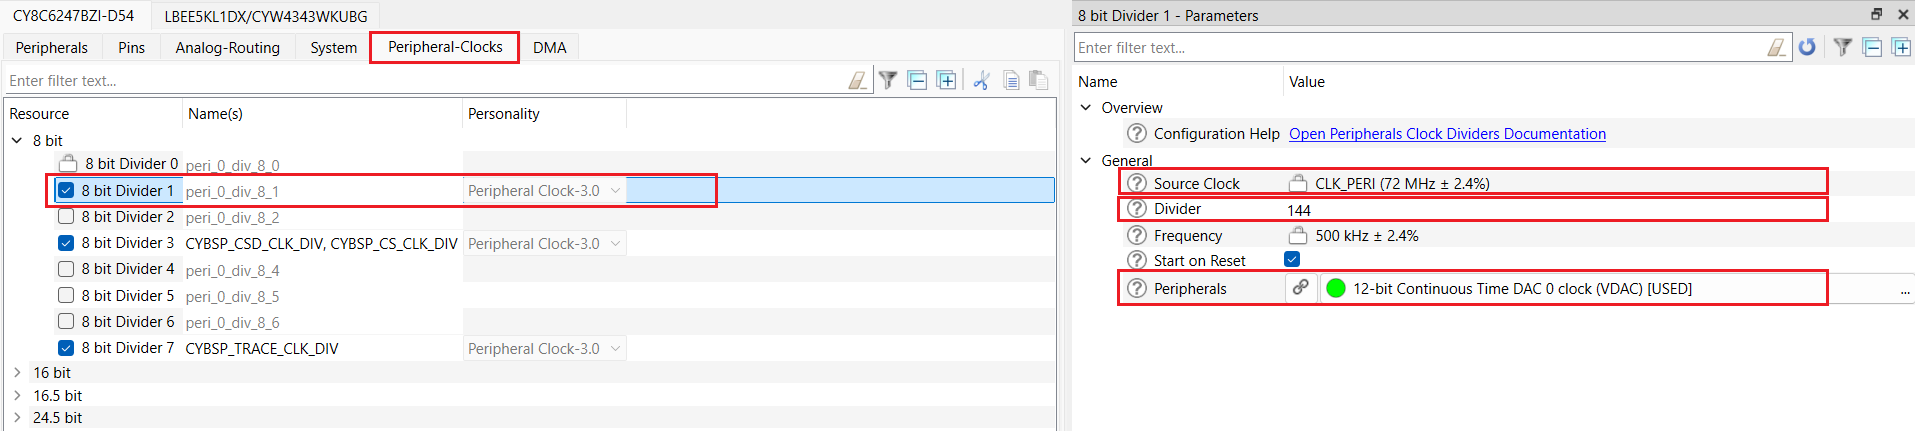 CY8C6247BZI-D54 LBEE5KL1DX/CYW4343WKUBG
Peripherals Pins Analog-Routing System Peripheral-Clocks DMA
Enter filter text...
Resource Name(s) Personality
8 bit
8 bit Divider 0 peri_0_div_8_0
8 bit Divider 1 peri_0_div_8_1 Peripheral Clock-3.0
8 bit Divider 2 peri_0_div_8_2
8 bit Divider 3 CYBSP_CSD_CLK_DIV, CYBSP_CS_CLK_DIV Peripheral Clock-3.0
8 bit Divider 4 peri_0_div_8_4
8 bit Divider 5 peri_0_div_8_5
8 bit Divider 6 peri_0_div_8_6
8 bit Divider 7 CYBSP_TRACE_CLK_DIV Peripheral Clock-3.0
16 bit
16.5 bit
24.5 bit
8 bit Divider 1 - Parameters
Enter filter text...
Name Value
Overview
Configuration Help Open Peripherals Clock Dividers Documentation
General
Source Clock CLK_PERI (72 MHz ± 2.4%)
Divider 144
Frequency 500 kHz ± 2.4%
Start on Reset
Peripherals 12-bit Continuous Time DAC 0 clock (VDAC) [USED] ...